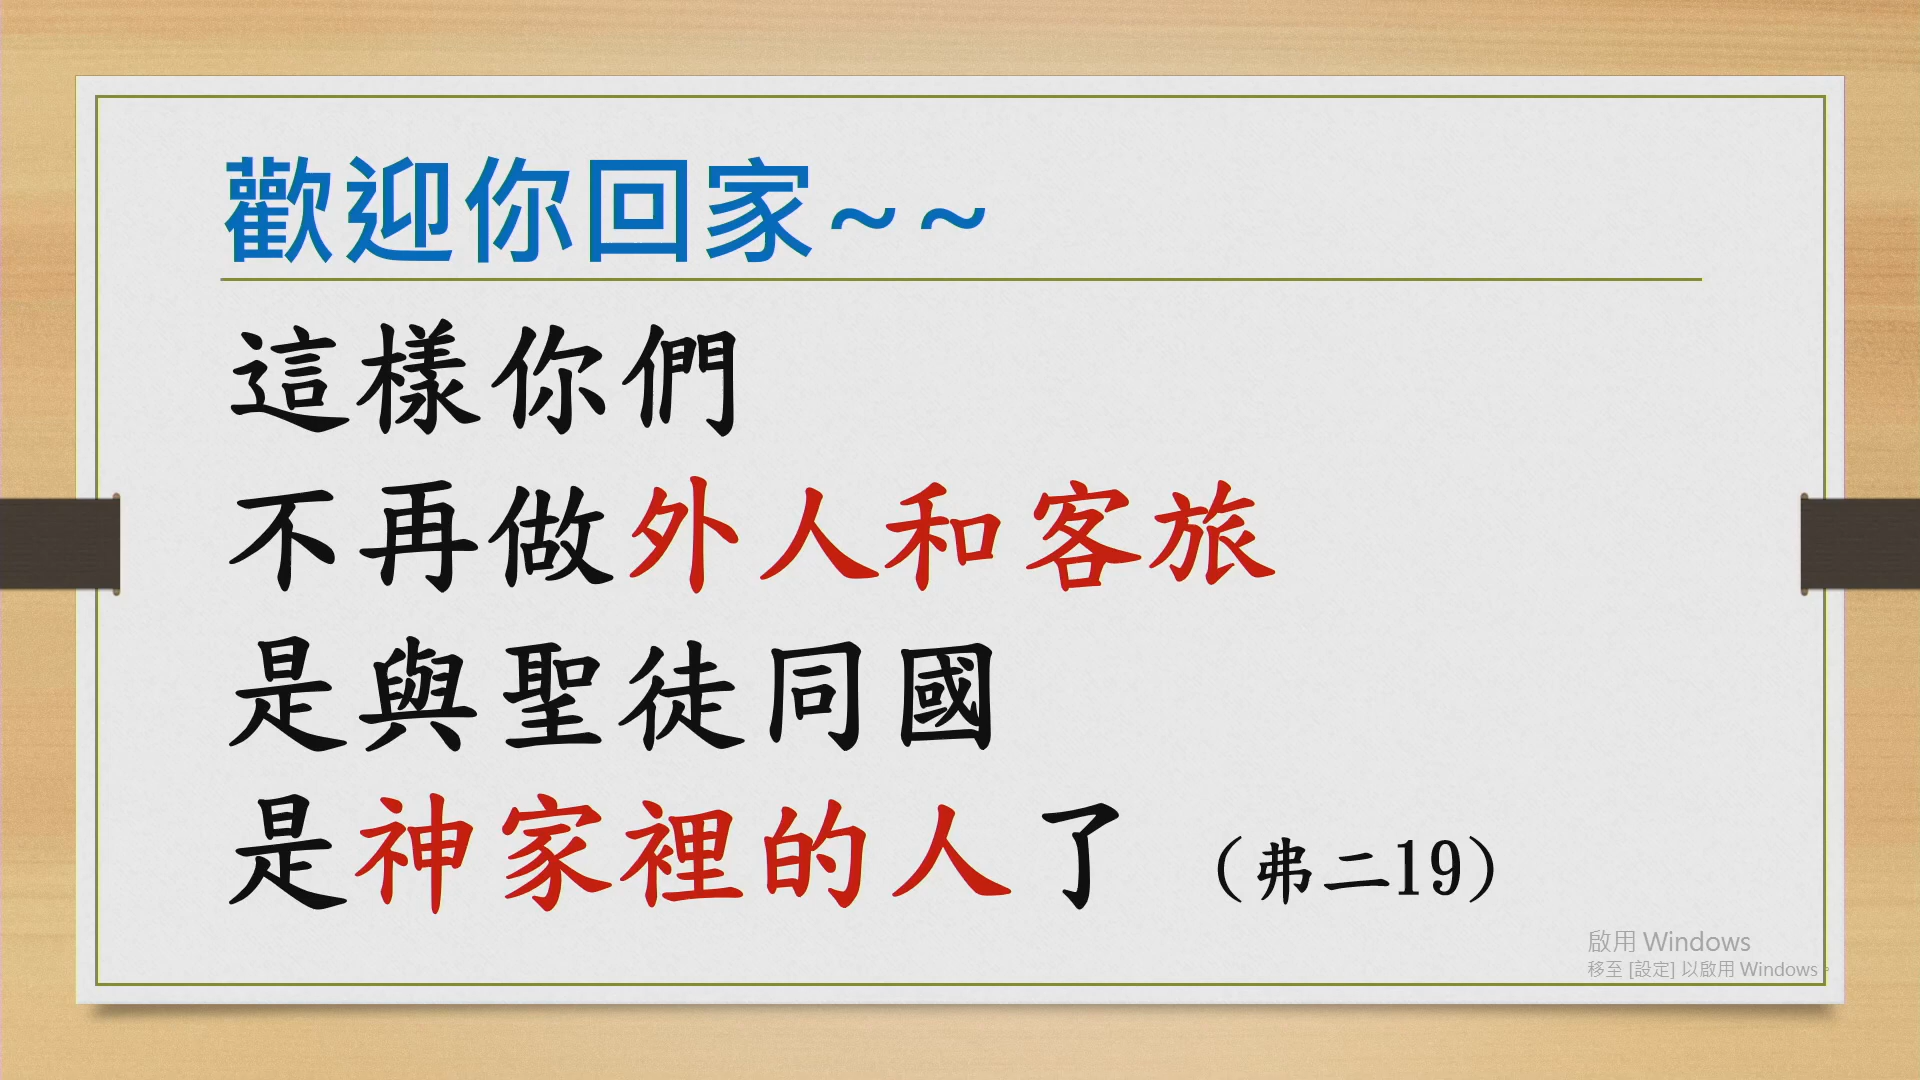 歡迎你回家~~
這樣你們
不再做外人和客旅
是與聖徒同國
是神家裡的人了 （弗二19）
啟用 Windows
移至 [設定] 以啟用 Windows。